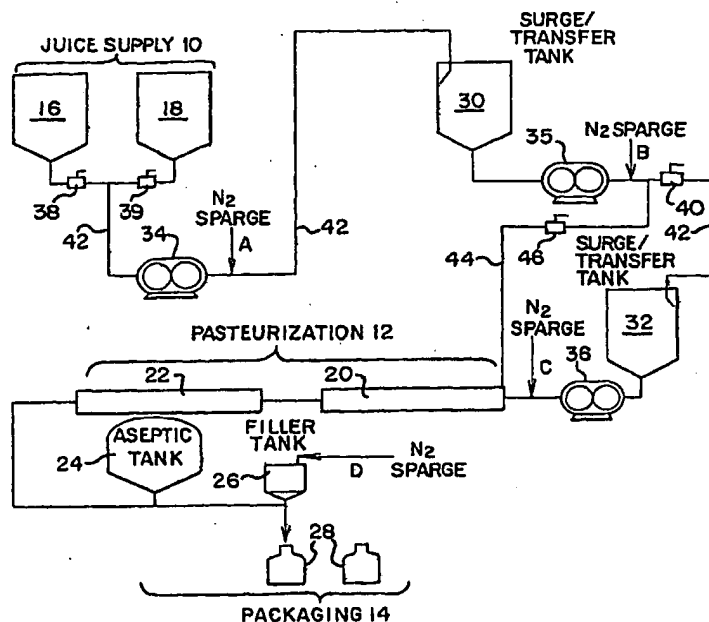 SURGE/
TRANSFER
TANK
JUICE SUPPLY 10
16
18
30
N2 SPARGE
B
35
38
39
40
42
N2
SPARGE
A
34
42
42
44
46
SURGE/
TRANSFER
TANK
32
N2
SPARGE
C
36
PASTEURIZATION 12
22
20
ASEPTIC
TANK
24
FILLER
TANK
26
D
N2
SPARGE
28
PACKAGING 14